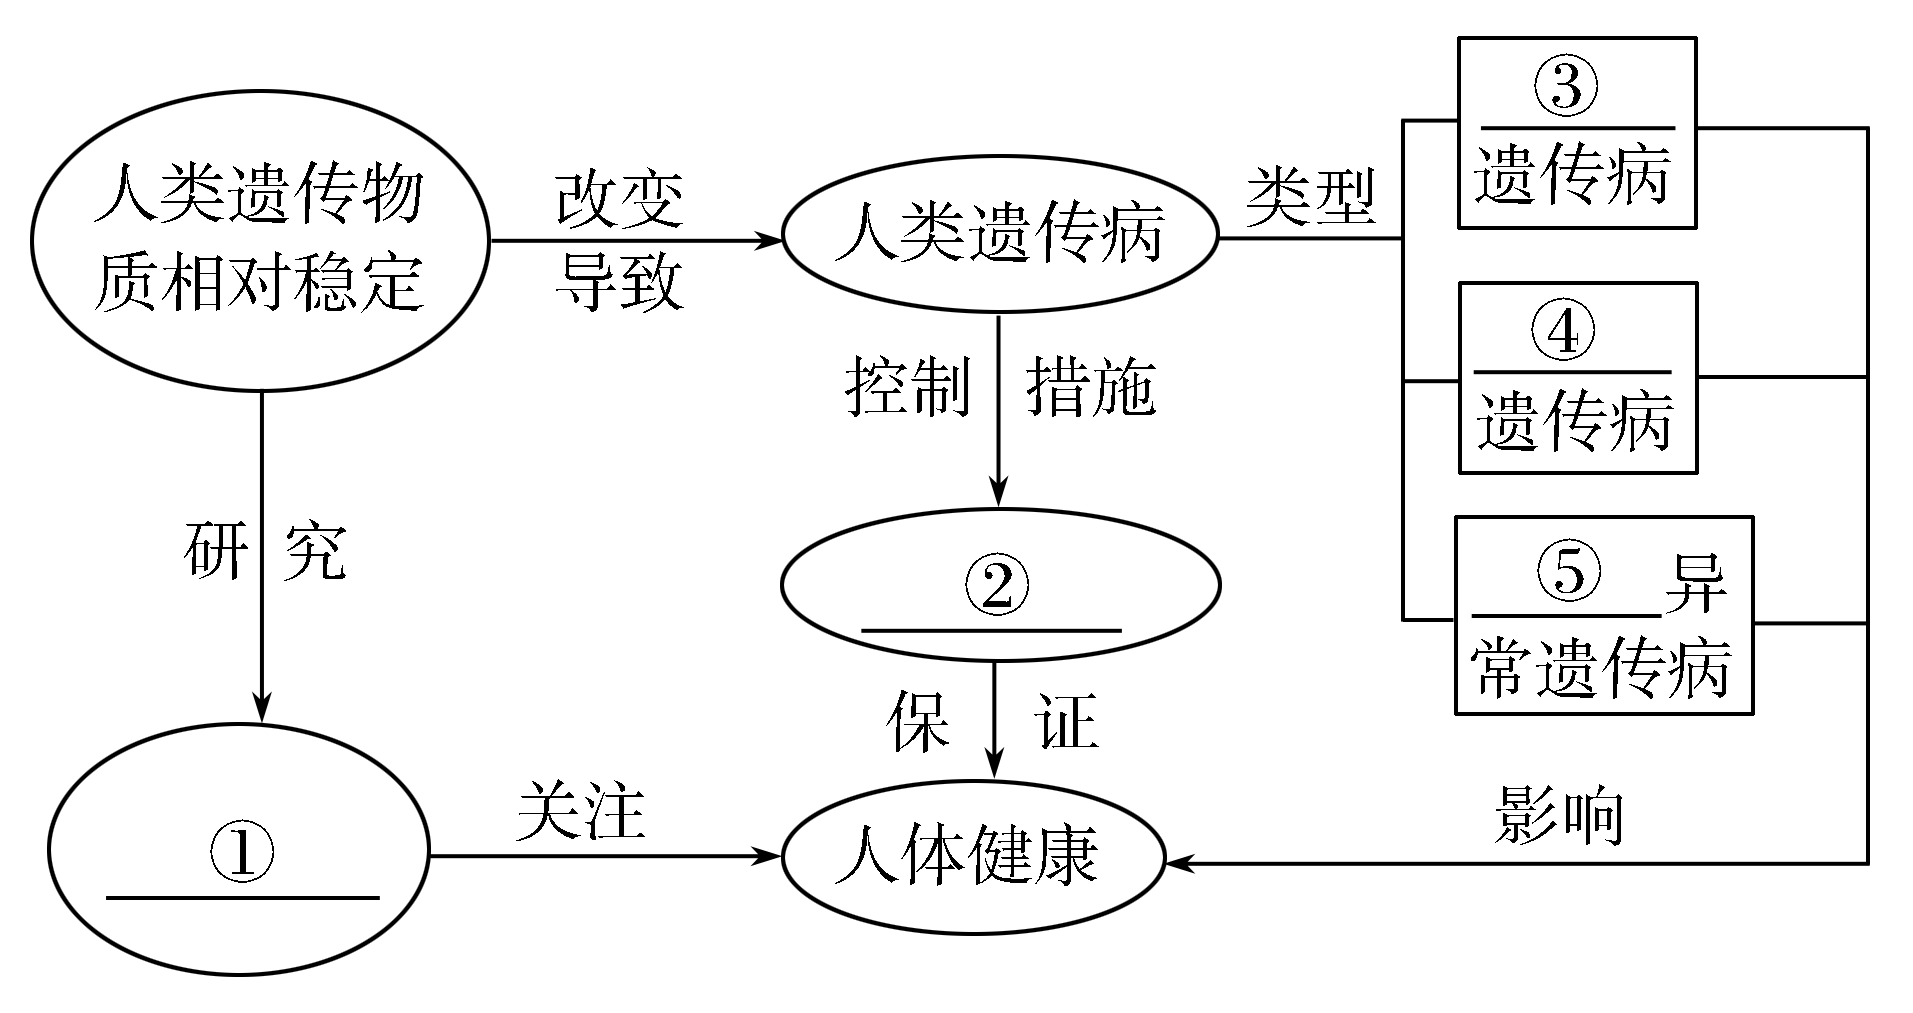 人类遗传物
质相对稳定
改变
导致
人类遗传病
类型
③
遗传病
④
遗传病
⑤异
常遗传病
控制 措施
研 究
②
保 证
①
关注
人体健康
影响